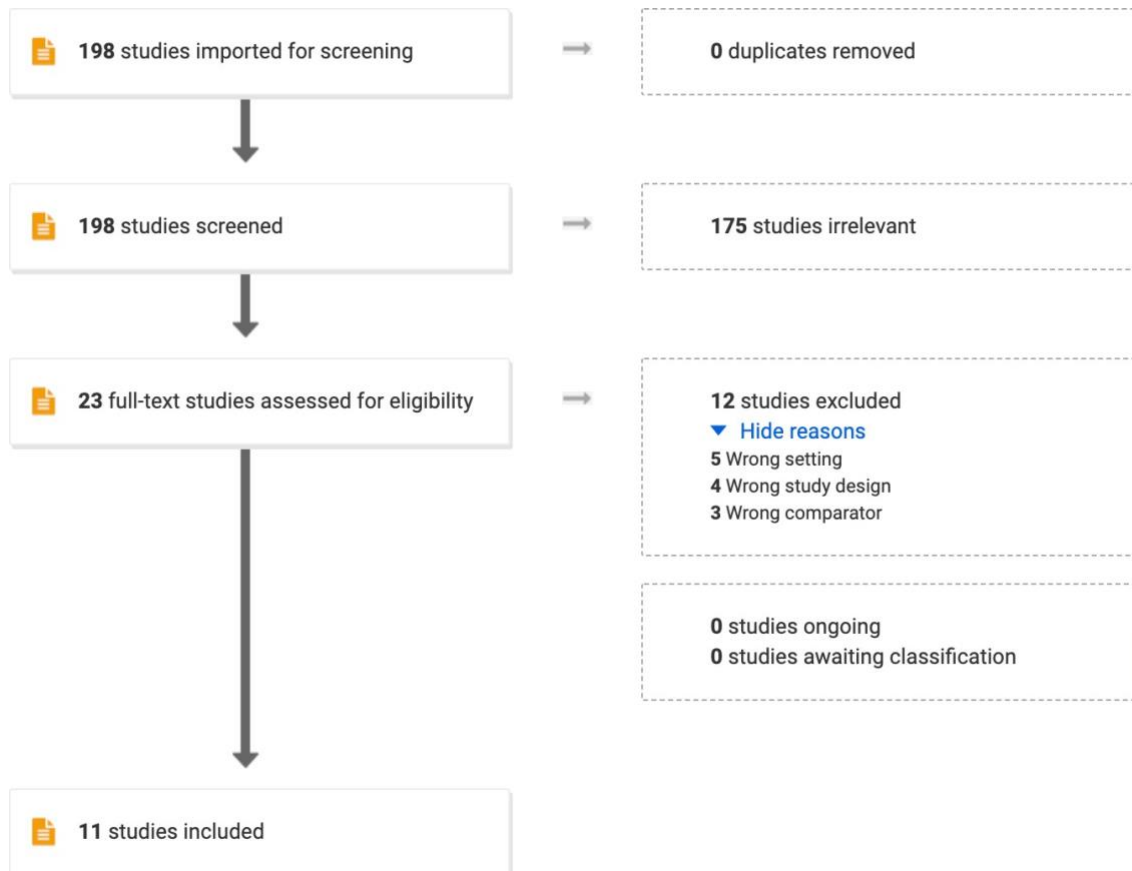 198 studies imported for screening
0 duplicates removed
198 studies screened
175 studies irrelevant
23 full-text studies assessed for eligibility
12 studies excluded
Hide reasons
5 Wrong setting
4 Wrong study design
3 Wrong comparator
0 studies ongoing
0 studies awaiting classification
11 studies included